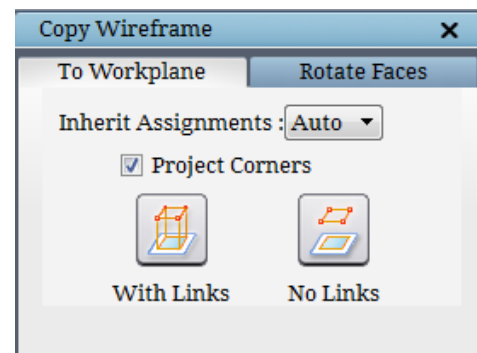 Copy Wireframe
To Workplane Rotate Faces
Inherit Assignments : Auto
Project Corners
With Links No Links